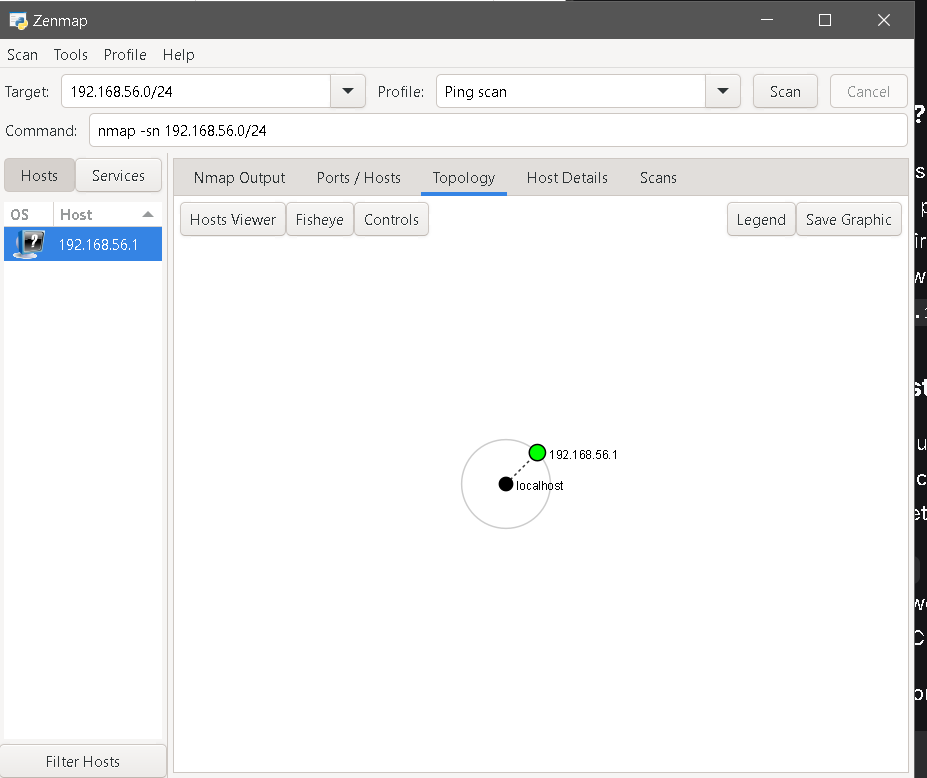 Zenmap
Scan Tools Profile Help
Target: 192.168.56.0/24 Profile: Ping scan Scan Cancel
Command: nmap -sn 192.168.56.0/24
Hosts Services
Nmap Output Ports / Hosts Topology Host Details Scans
OS Host
Hosts Viewer Fisheye Controls Legend Save Graphic
192.168.56.1
192.168.56.1
localhost
Filter Hosts